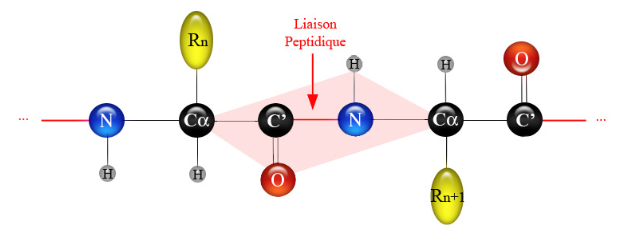 Liaison
Peptidique
Rn
H
H
O
...
N
Cα
C'
N
Cα
C'
...
H
H
O
Rn+1